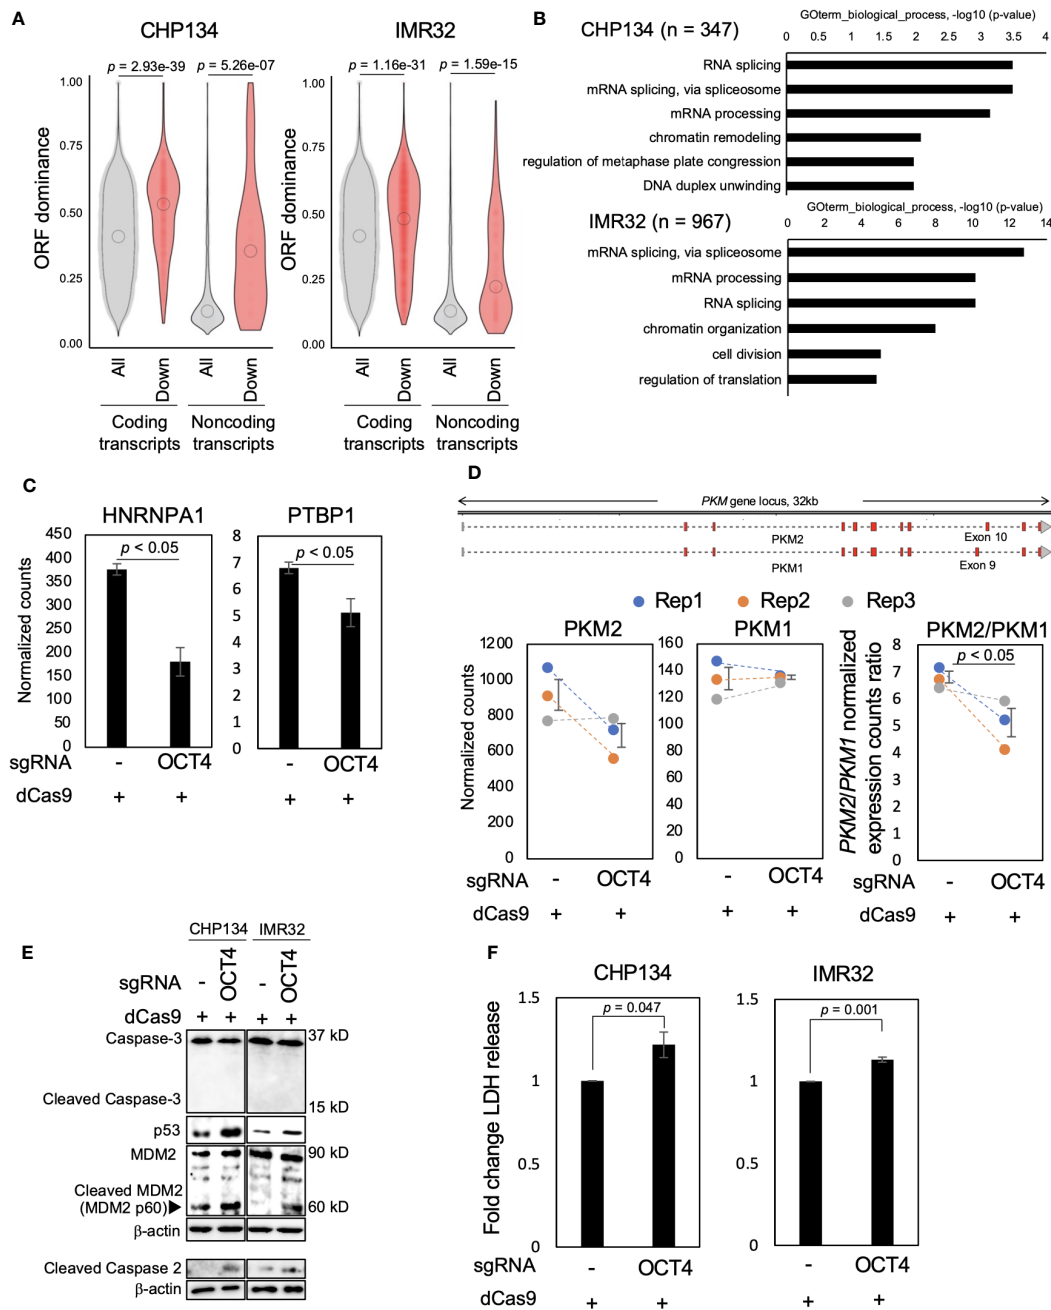 A
CHP134
IMR32
p = 2.93e-39
p = 5.26e-07
p = 1.16e-31
p = 1.59e-15
ORF dominance
1.00
0.75
0.50
0.25
0.00
ORF dominance
1.00
0.75
0.50
0.25
0.00
All
Down
All
Down
All
Down
All
Down
Coding transcripts
Noncoding transcripts
Coding transcripts
Noncoding transcripts
B
GOterm_biological_process, -log10 (p-value)
CHP134 (n = 347)
0 0.5 1 1.5 2 2.5 3 3.5 4
RNA splicing
mRNA splicing, via spliceosome
mRNA processing
chromatin remodeling
regulation of metaphase plate congression
DNA duplex unwinding
GOterm_biological_process, -log10 (p-value)
IMR32 (n = 967)
0 2 4 6 8 10 12 14
mRNA splicing, via spliceosome
mRNA processing
RNA splicing
chromatin organization
cell division
regulation of translation
C
HNRNPA1
PTBP1
Normalized counts
450
400
350
300
250
200
150
100
50
0
p < 0.05
8
7
6
5
4
3
2
1
0
p < 0.05
sgRNA - OCT4 - OCT4
dCas9 + + + +
D
PKM gene locus, 32kb
PKM2
Exon 10
PKM1
Exon 9
Rep1 Rep2 Rep3
PKM2
PKM1
PKM2/PKM1
Normalized counts
1200
1000
800
600
400
200
0
160
140
120
100
80
60
40
20
0
PKM2/PKM1 normalized
expression counts ratio
8
7
6
5
4
3
2
1
0
p < 0.05
sgRNA - OCT4 - OCT4 sgRNA - OCT4
dCas9 + + + + dCas9 + +
E
CHP134 IMR32
sgRNA - OCT4 - OCT4
dCas9 + + + +
Caspase-3
37 kD
Cleaved Caspase-3
15 kD
p53
MDM2
90 kD
Cleaved MDM2
(MDM2 p60)
60 kD
β-actin
Cleaved Caspase 2
β-actin
F
CHP134
IMR32
Fold change LDH release
1.5
1
0.5
0
p = 0.047
1.5
1
0.5
0
p = 0.001
sgRNA - OCT4 - OCT4
dCas9 + + + +